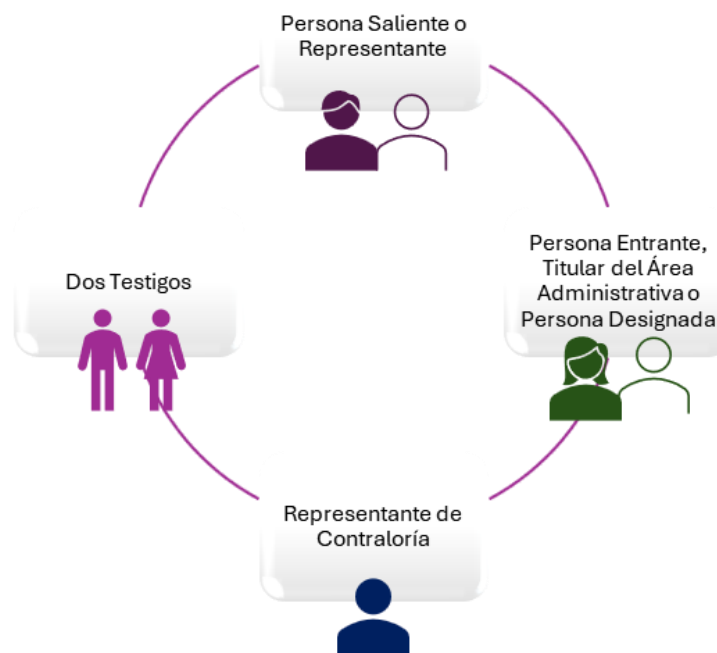 Persona Saliente o
Representante
Persona Entrante,
Titular del Área
Administrativa o
Persona Designada
Dos Testigos
Representante de
Contraloría